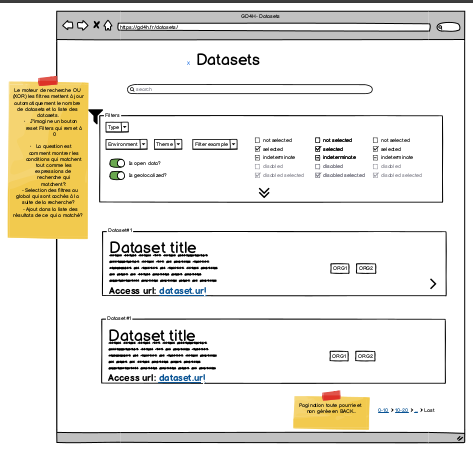 GD4H - Datasets
https://gd4h.fr/datasets/
x Datasets
search
Le moteur de recherche OU
(XOR) les filtres mettent à jour
automatiquement le nombre
de datasets et la liste des
datasets.
- J'imagine un bouton
reset Filters qui remet à
0
- La question est
comment montrer les
conditions qui matchent
tout comme les
expressions de
recherche qui
matchent?
- Selection des filtres au
global qui sont cochés à la
suite de la recherche?
- Ajout dans la liste des
résultats de ce qui a matché?
Filters
Type
Environment Theme Filter example
Is open data?
Is geolocalized?
not selected not selected not selected
selected selected selected
indeterminate indeterminate indeterminate
disabled disabled disabled
disabled selected disabled selected disabled selected
Dataset#1
Dataset title
ORG1 ORG2
Access url: dataset.url
Dataset#1
Dataset title
ORG1 ORG2
Access url: dataset.url
Pagination toute pourrie et
non gérée en BACK...
0-10 > 10-20 > ... > Last